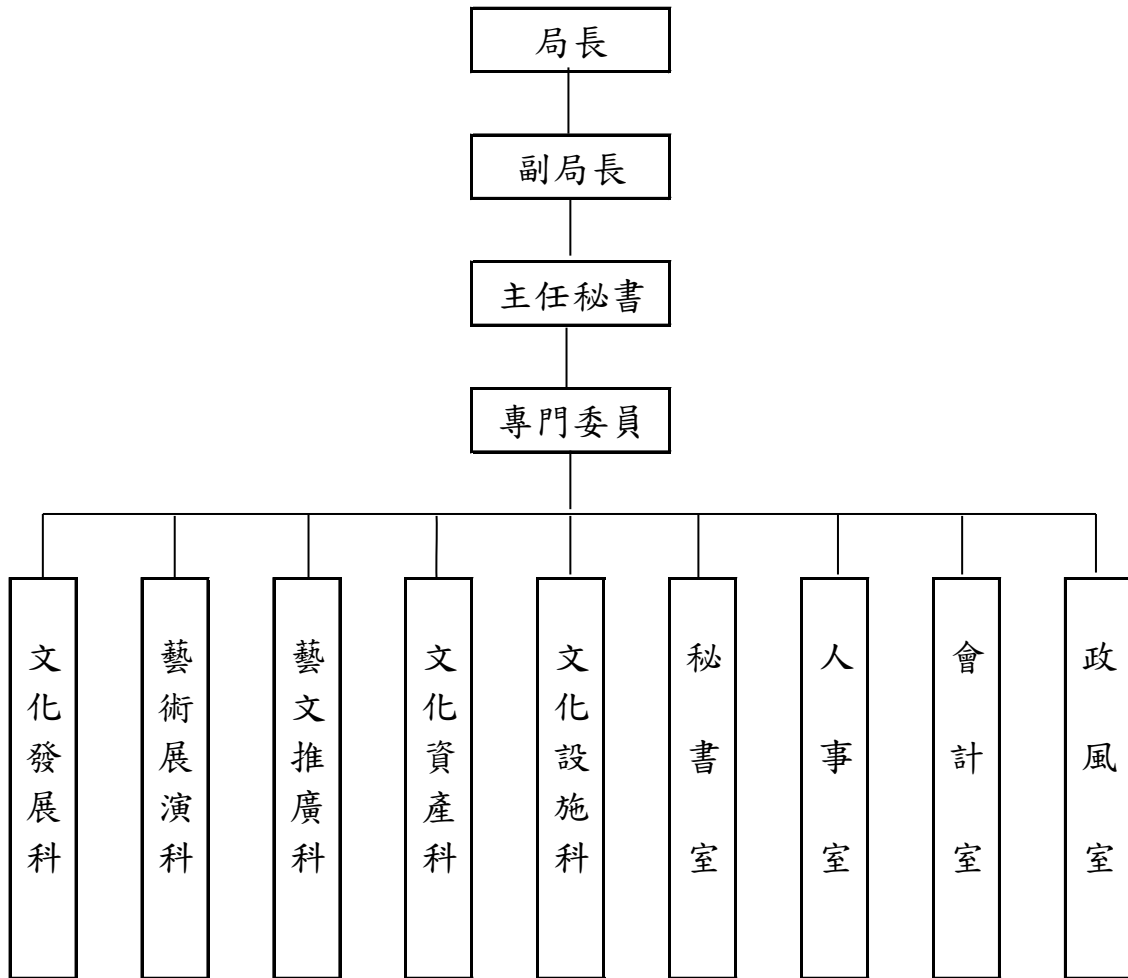 局長
副局長
主任秘書
專門委員
文化發展科
藝術展演科
藝文推廣科
文化資產科
文化設施科
秘書室
人事室
會計室
政風室